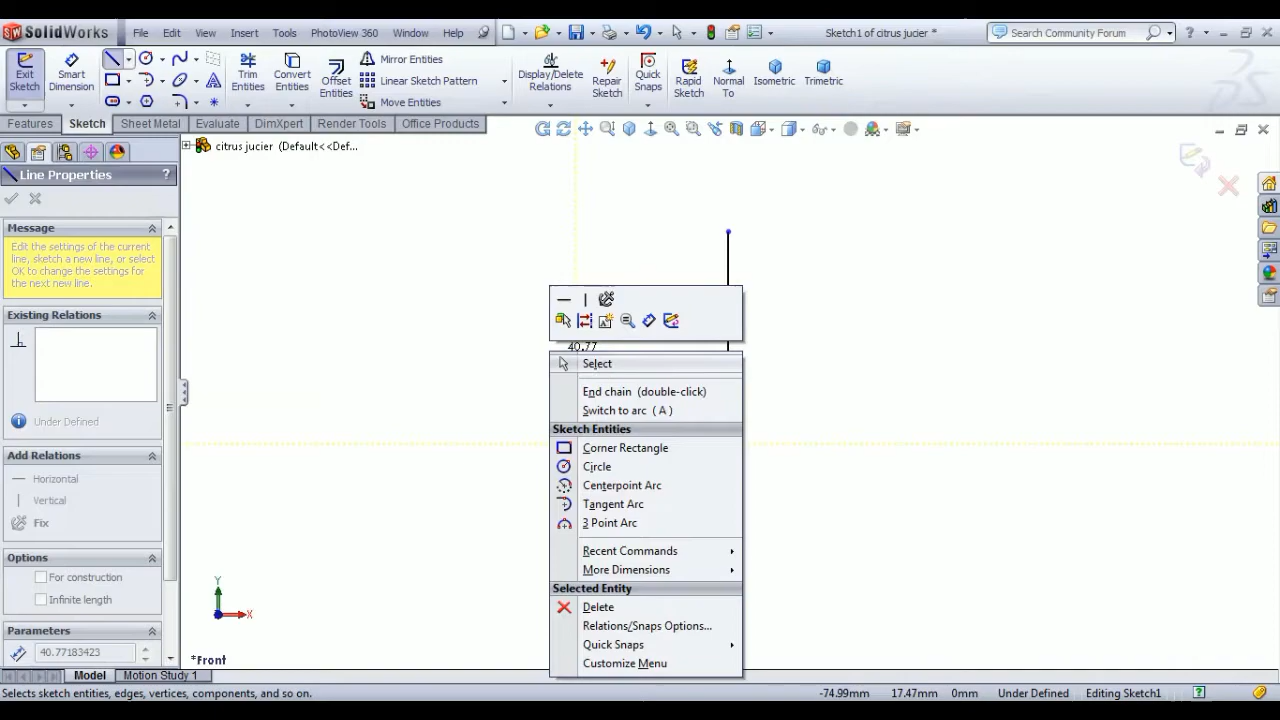 SolidWorks File Edit View Insert Tools PhotoView 360 Window Help Sketch1 of citrus jucier * Search Community Forum
Exit Sketch
Smart Dimension
Trim Entities
Convert Entities
Offset Entities
Mirror Entities
Linear Sketch Pattern
Move Entities
Display/Delete Relations
Repair Sketch
Quick Snaps
Rapid Sketch
Normal To
Isometric
Trimetric
Features Sketch Sheet Metal Evaluate DimXpert Render Tools Office Products
citrus jucier (Default<<Def...
Line Properties ?
Message
Edit the settings of the current
line, sketch a new line, or select
OK to change the settings for
the next new line.
Existing Relations
Under Defined
Add Relations
Horizontal
Vertical
Fix
Options
For construction
Infinite length
Parameters
40.77183423
40.77
Select
End chain (double-click)
Switch to arc ( A )
Sketch Entities
Corner Rectangle
Circle
Centerpoint Arc
Tangent Arc
3 Point Arc
Recent Commands
More Dimensions
Selected Entity
Delete
Relations/Snaps Options...
Quick Snaps
Customize Menu
Y
X
*Front
Model Motion Study 1
Selects sketch entities, edges, vertices, components, and so on. -74.99mm 17.47mm 0mm Under Defined Editing Sketch1